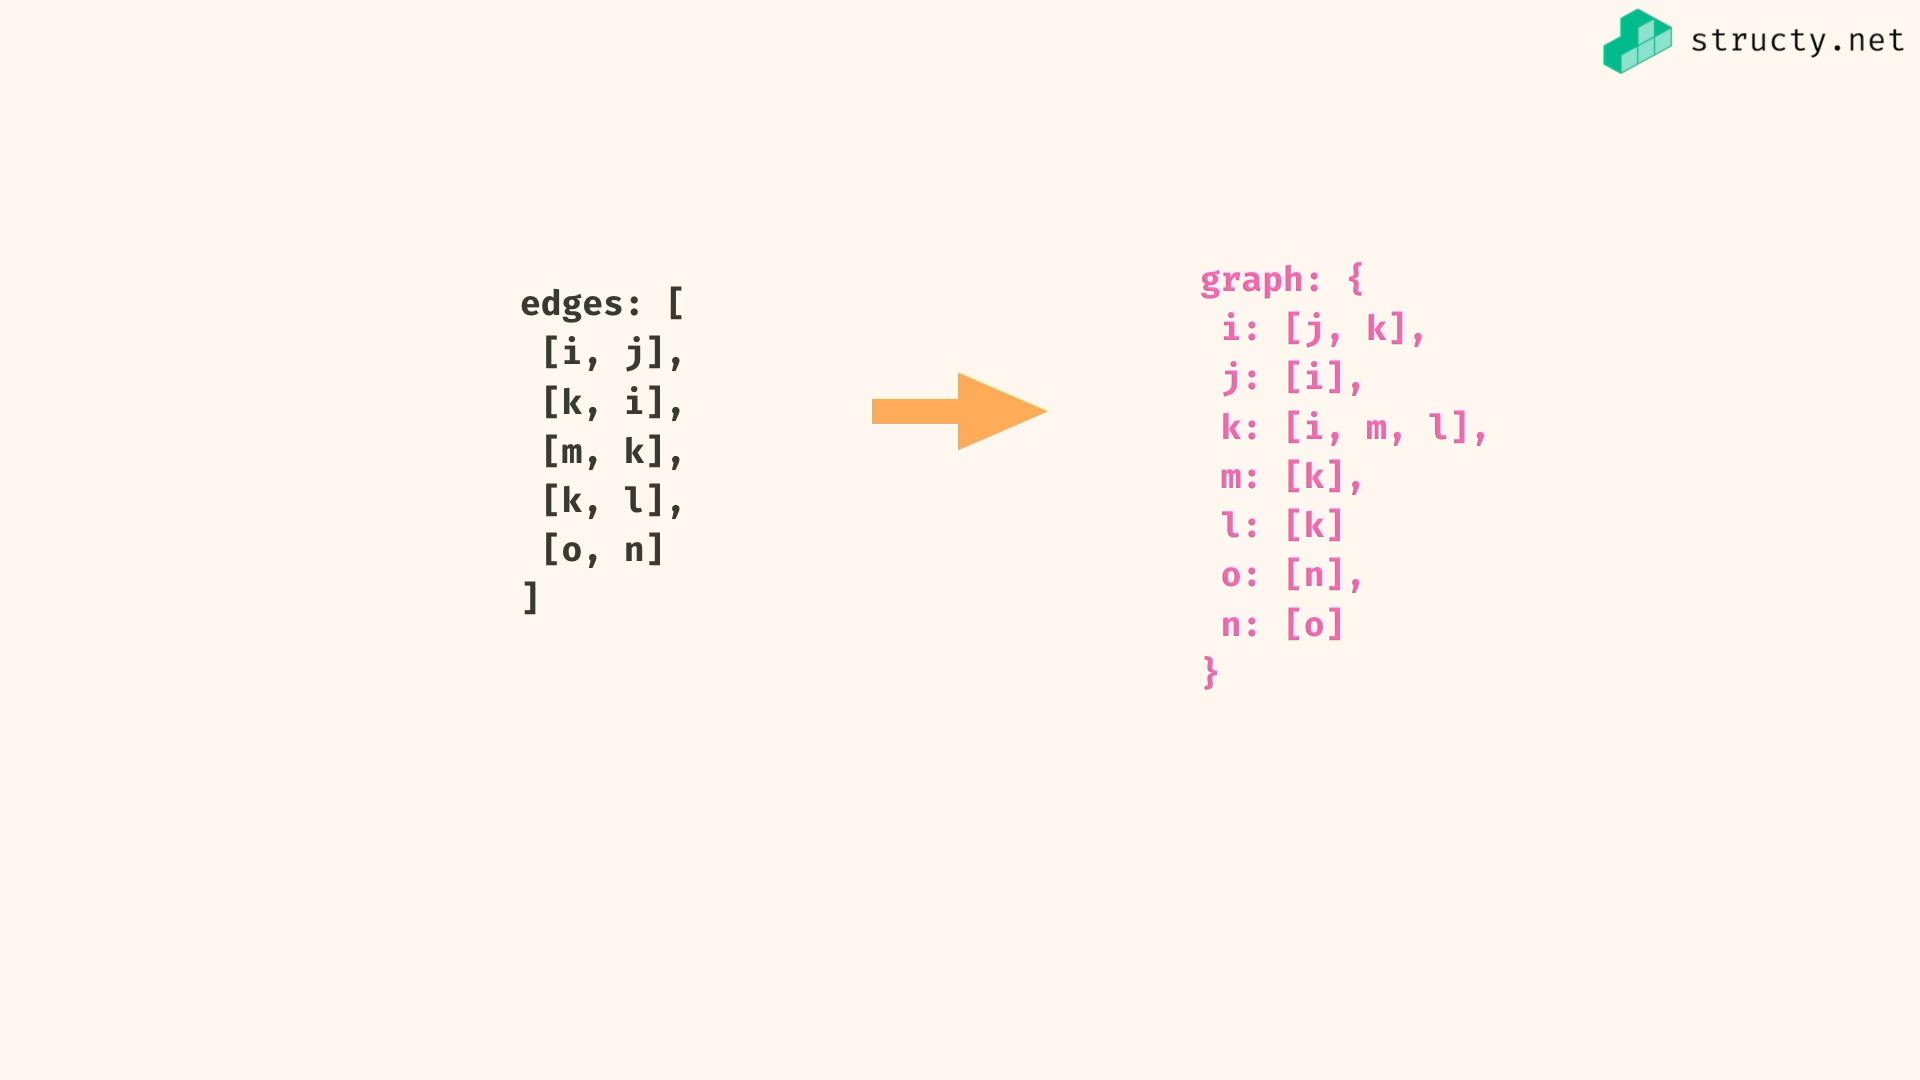 structy.net
edges: [
[i, j],
[k, i],
[m, k],
[k, l],
[o, n]
]
graph: {
i: [j, k],
j: [i],
k: [i, m, l],
m: [k],
l: [k]
o: [n],
n: [o]
}